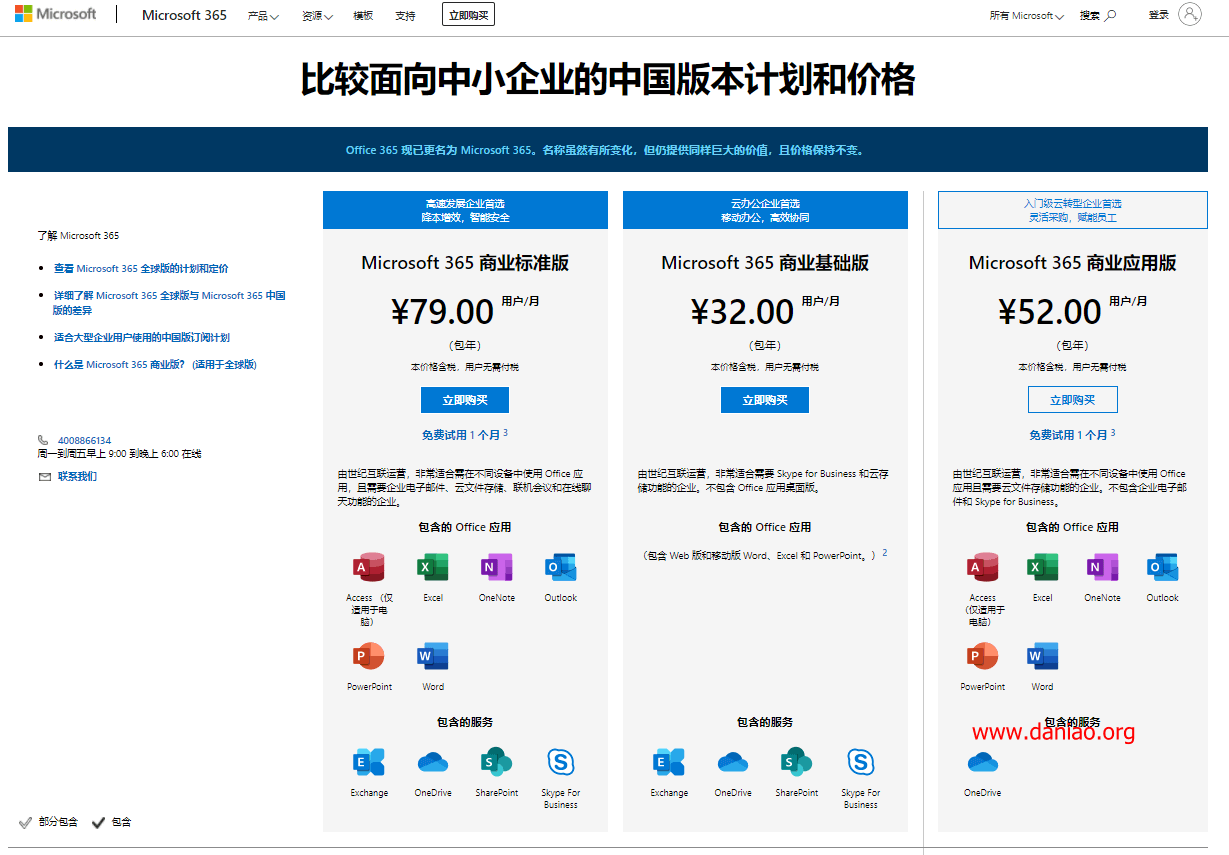 Microsoft
Microsoft 365
产品
资源
模板
支持
立即购买
所有 Microsoft
搜索
登录
比较面向中小企业的中国版本计划和价格
Office 365 现已更名为 Microsoft 365。名称虽然有所变化，但仍提供同样巨大的价值，且价格保持不变。
了解 Microsoft 365
查看 Microsoft 365 全球版的计划和定价
详细了解 Microsoft 365 全球版与 Microsoft 365 中国
版的差异
适合大型企业用户使用的中国版订阅计划
什么是 Microsoft 365 商业版？ (适用于全球版)
4008866134
周一到周五早上 9:00 到晚上 6:00 在线
联系我们
高速发展企业首选
降本增效，智能安全
Microsoft 365 商业标准版
¥79.00 用户/月
（包年）
本价格含税，用户无需付税
立即购买
免费试用 1 个月 3
由世纪互联运营，非常适合需在不同设备中使用 Office 应
用，且需要企业电子邮件、云文件存储、联机会议和在线聊
天功能的企业。
包含的 Office 应用
Access （仅
适用于电
脑）
Excel
OneNote
Outlook
PowerPoint
Word
包含的服务
Exchange
OneDrive
SharePoint
Skype For
Business
云办公企业首选
移动办公，高效协同
Microsoft 365 商业基础版
¥32.00 用户/月
（包年）
本价格含税，用户无需付税
立即购买
免费试用 1 个月 3
由世纪互联运营，非常适合需要 Skype for Business 和云存
储功能的企业。不包含 Office 应用桌面版。
包含的 Office 应用
（包含 Web 版和移动版 Word、Excel 和 PowerPoint。） 2
包含的服务
Exchange
OneDrive
SharePoint
Skype For
Business
入门级云转型企业首选
灵活采购，赋能员工
Microsoft 365 商业应用版
¥52.00 用户/月
（包年）
本价格含税，用户无需付税
立即购买
免费试用 1 个月 3
由世纪互联运营，非常适合需在不同设备中使用 Office
应用且需要云文件存储功能的企业。不包含企业电子邮
件和 Skype for Business。
包含的 Office 应用
Access
（仅适用于
电脑）
Excel
OneNote
Outlook
PowerPoint
Word
包含的服务
www.daniao.org
OneDrive
部分包含
包含